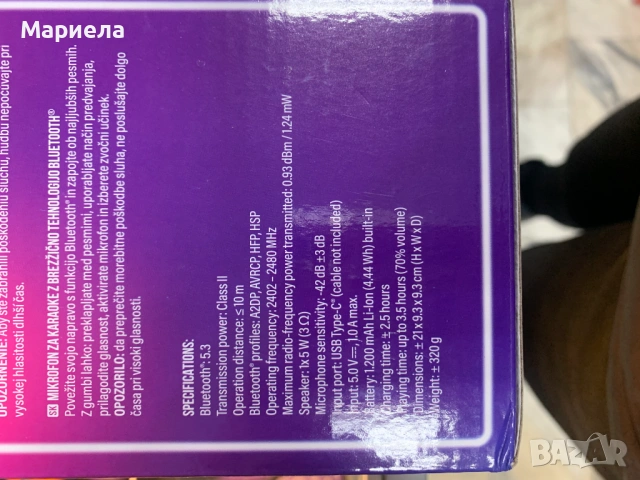 Мариела
OZORNENIE: Aby ste zabránili poškodeniu sluchu, hudbu nepočúvajte pri
vysokej hlasitosti dlhší čas.
SK MIKROFON ZA KARAOKE Z BREZŽIČNO TEHNOLOGIJO BLUETOOTH®
Povežite svojo napravo s funkcijo Bluetooth® in zapojte ob najljubših pesmih.
Z gumbi lahko: preklapljate med pesmimi, uporabljate način predvajanja,
prilagodite glasnost, aktivirate mikrofon in izberete zvočni učinek.
OPOZORILO: da preprečite morebitne poškodbe sluha, ne poslušajte dolgo
časa pri visoki glasnosti.
SPECIFICATIONS:
Bluetooth®: 5.3
Transmission power: Class II
Operation distance: ≤ 10 m
Bluetooth® profiles: A2DP, AVRCP, HFP, HSP
Operating frequency: 2402 - 2480 MHz
Maximum radio-frequency power transmitted: 0.93 dBm / 1.24 mW
Speaker: 1x 5 W (3 Ω)
Microphone sensitivity: -42 dB ±3 dB
Input port: USB Type-C™ (cable not included)
Input: 5.0 V⎓, 1.0 A max.
Battery: 1.200 mAh Li-Ion (4.44 Wh) built-in
Charging time: ± 2.5 hours
Playing time: up to 3.5 hours (70% volume)
Dimensions: ± 21 x 9.3 x 9.3 cm (H x W x D)
Weight: ± 320 g
BAZAR